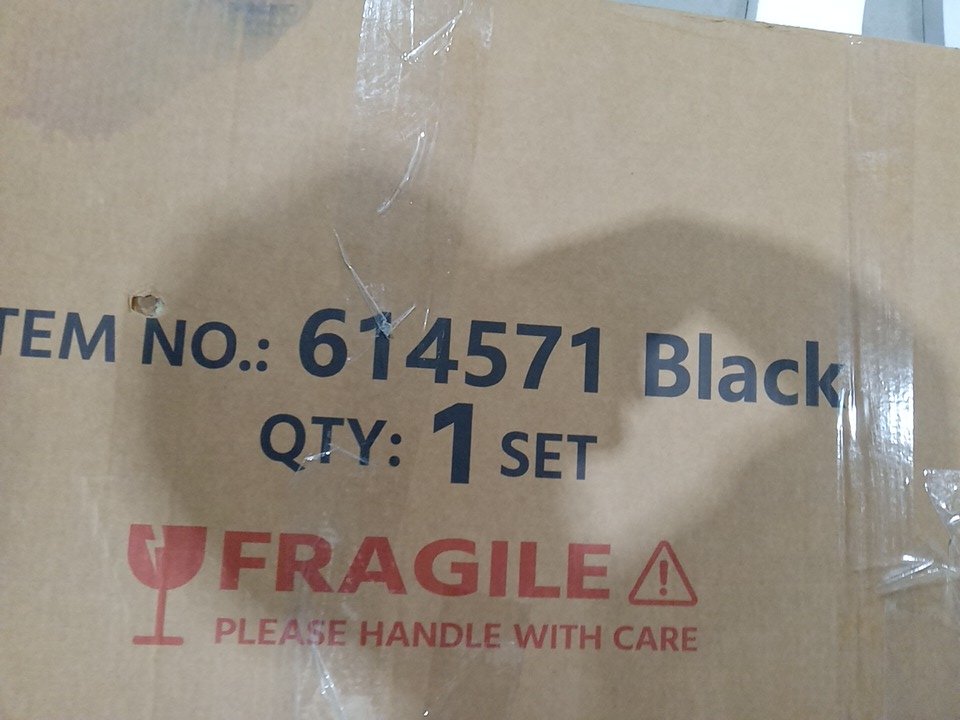 TEM NO.: 614571 Black
QTY: 1 SET
FRAGILE
PLEASE HANDLE WITH CARE